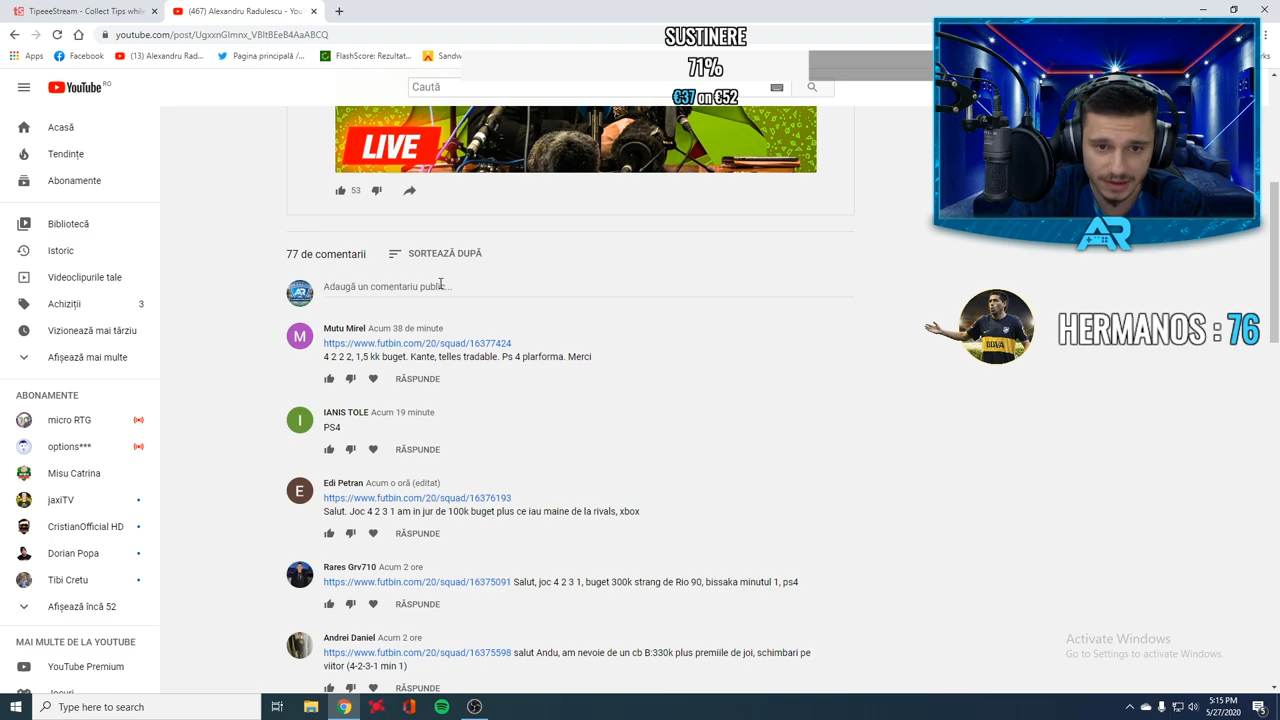 TipeeeStream - Collect Tips while
(467) Alexandru Radulescu - You
youtube.com/post/UgxxnGlmItx_VBItBEeB4AaABCQ
Apps
Facebook
(13) Alexandru Rad...
Pagina principală /...
FlashScore: Rezultat...
Sandw
SUSTINERE
71%
€37 on €52
YouTube RO
Caută
Acasă
Tendințe
Abonamente
Bibliotecă
Istoric
Videoclipurile tale
Achiziții 3
Vizionează mai târziu
Afișează mai multe
ABONAMENTE
micro RTG
options***
Misu Catrina
jaxiTV
CristianOfficial HD
Dorian Popa
Tibi Cretu
Afișează încă 52
MAI MULTE DE LA YOUTUBE
YouTube Premium
LIVE
53
77 de comentarii
SORTEAZĂ DUPĂ
Adaugă un comentariu public...
M
Mutu Mirel Acum 38 de minute
https://www.futbin.com/20/squad/16377424
4 2 2 2, 1,5 kk buget. Kante, telles tradable. Ps 4 plarforma. Merci
RĂSPUNDE
I
IANIS TOLE Acum 19 minute
PS4
RĂSPUNDE
E
Edi Petran Acum o oră (editat)
https://www.futbin.com/20/squad/16376193
Salut. Joc 4 2 3 1 am in jur de 100k buget plus ce iau maine de la rivals, xbox
RĂSPUNDE
Rares Grv710 Acum 2 ore
https://www.futbin.com/20/squad/16375091 Salut, joc 4 2 3 1, buget 300k strang de Rio 90, bissaka minutul 1, ps4
RĂSPUNDE
Andrei Daniel Acum 2 ore
https://www.futbin.com/20/squad/16375598 salut Andu, am nevoie de un cb B:330k plus premiile de joi, schimbari pe
viitor (4-2-3-1 min 1)
RĂSPUNDE
AR
HERMANOS : 76
Activate Windows
Go to Settings to activate Windows.
Type here to search
5:15 PM
5/27/2020
5